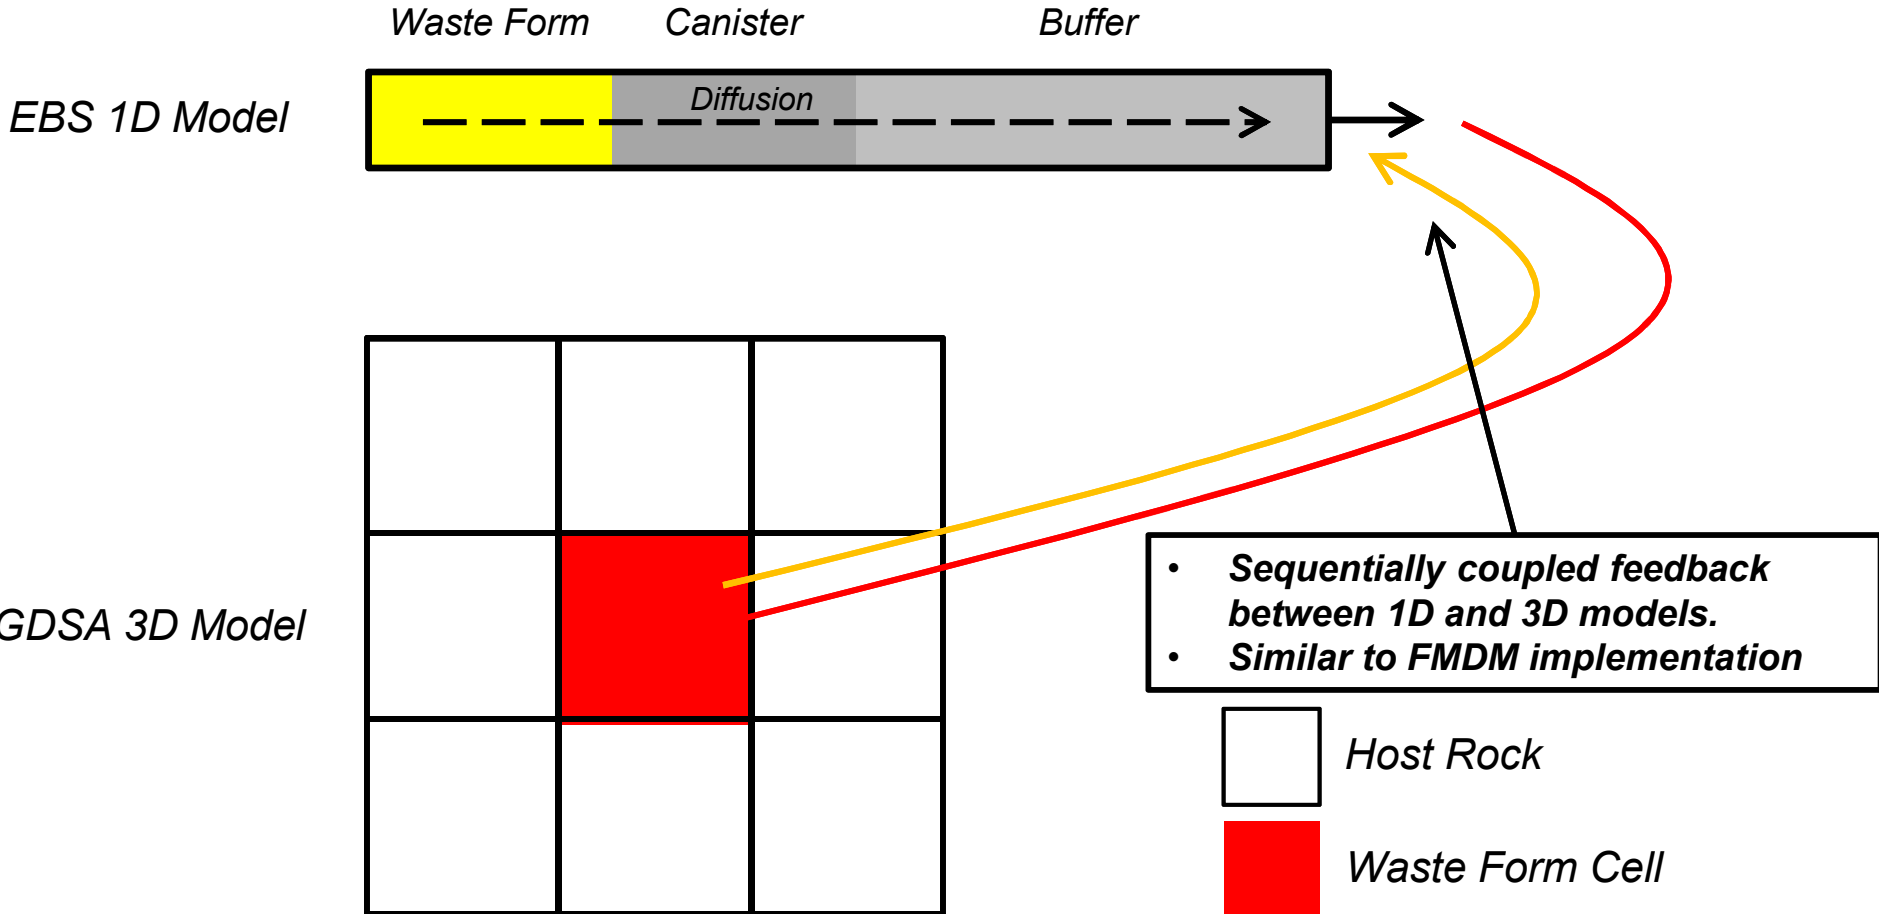 Waste Form Canister Buffer
EBS 1D Model
Diffusion
• Sequentially coupled feedback
between 1D and 3D models.
• Similar to FMDM implementation
GDSA 3D Model
Host Rock
Waste Form Cell